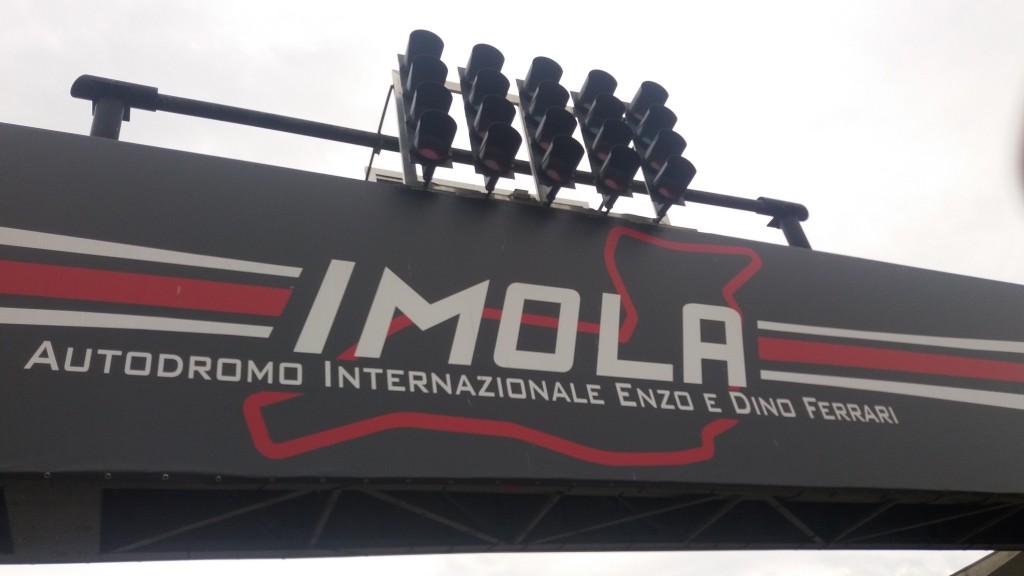 IMOLA
AUTODROMO INTERNAZIONALE ENZO E DINO FERRARI